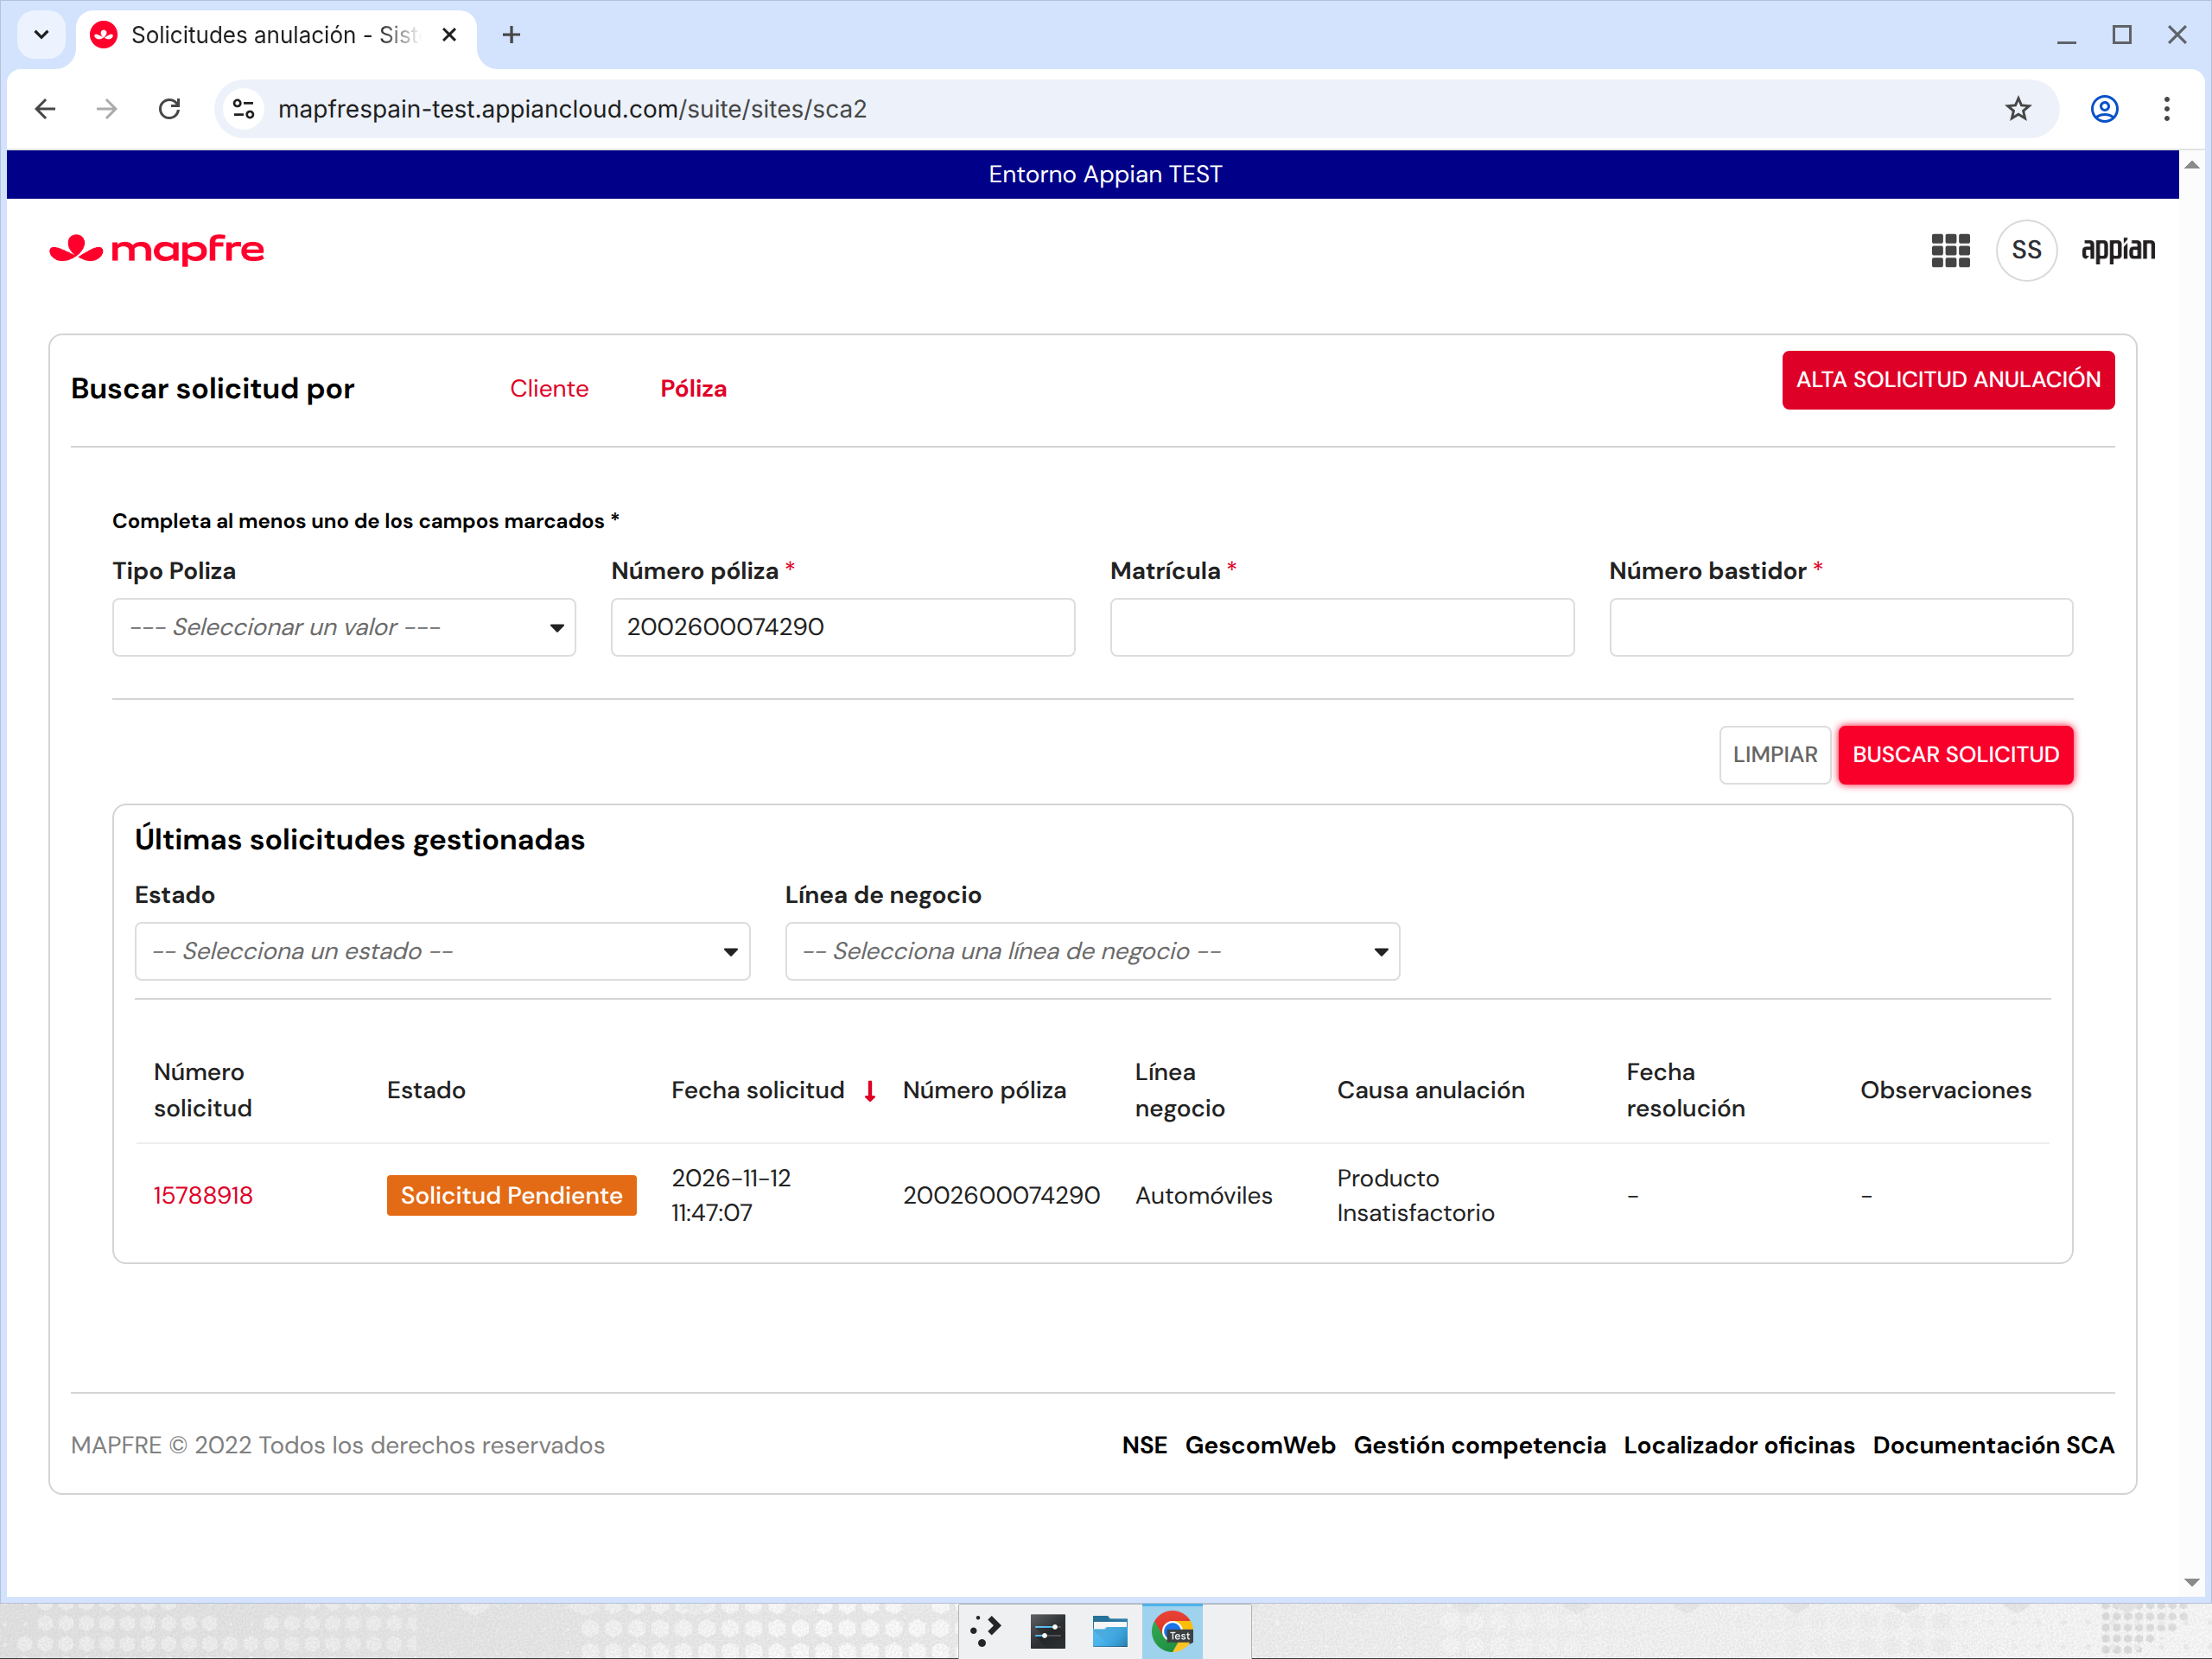 Solicitudes anulación - Sist
mapfrespain-test.appiancloud.com/suite/sites/sca2
Entorno Appian TEST
mapfre
SS
appian
Buscar solicitud por
Cliente
Póliza
ALTA SOLICITUD ANULACIÓN
Completa al menos uno de los campos marcados *
Tipo Poliza
Número póliza *
Matrícula *
Número bastidor *
--- Seleccionar un valor ---
2002600074290
LIMPIAR
BUSCAR SOLICITUD
Últimas solicitudes gestionadas
Estado
Línea de negocio
-- Selecciona un estado --
-- Selecciona una línea de negocio --
Número
solicitud
Estado
Fecha solicitud
Número póliza
Línea
negocio
Causa anulación
Fecha
resolución
Observaciones
15788918
Solicitud Pendiente
2026-11-12
11:47:07
2002600074290
Automóviles
Producto
Insatisfactorio
-
-
MAPFRE © 2022 Todos los derechos reservados
NSE
GescomWeb
Gestión competencia
Localizador oficinas
Documentación SCA
Test